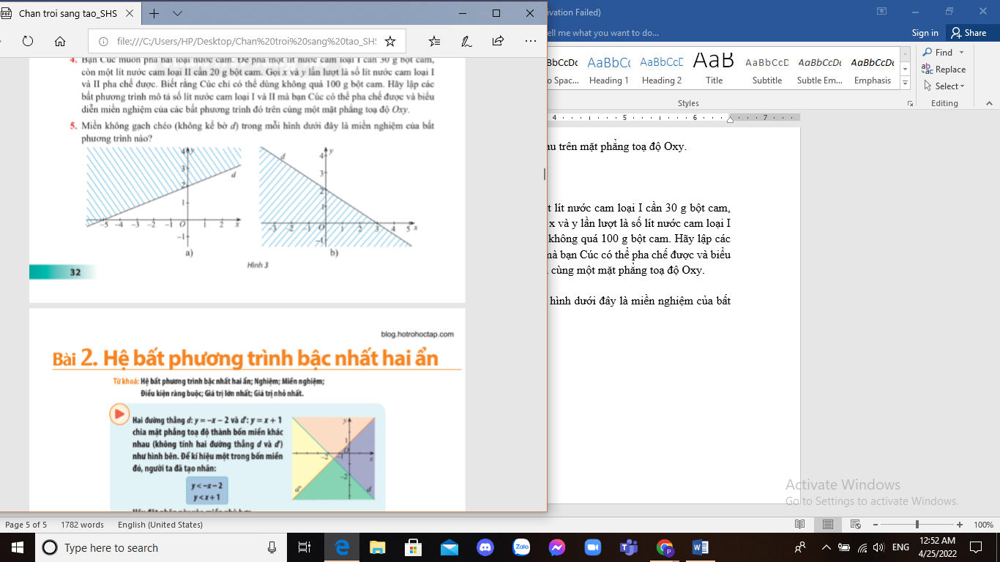 Chan troi sang tao_SHS
file:///C:/Users/HP/Desktop/Chan%20troi%20sang%20tao_SHS
4. Bạn Cúc muốn pha hai loại nước cam. Để pha một lít nước cam loại I cần 30 g bột cam,
còn một lít nước cam loại II cần 20 g bột cam. Gọi x và y lần lượt là số lít nước cam loại I
và II pha chế được. Biết rằng Cúc chỉ có thể dùng không quá 100 g bột cam. Hãy lập các
bất phương trình mô tả số lít nước cam loại I và II mà bạn Cúc có thể pha chế được và biểu
diễn miền nghiệm của các bất phương trình đó trên cùng một mặt phẳng toạ độ Oxy.
5. Miền không gạch chéo (không kể bờ d) trong mỗi hình dưới đây là miền nghiệm của bất
phương trình nào?
4 y
3
d
2
1
-5 -4 -3 -2 -1 O 1 2 x
-1
a)
d
4 y
3
2
1
-3 -2 -1 O 1 2 3 4 5 x
-1
b)
Hình 3
32
blog.hotrohoctap.com
Bài 2. Hệ bất phương trình bậc nhất hai ẩn
Từ khoá: Hệ bất phương trình bậc nhất hai ẩn; Nghiệm; Miền nghiệm;
Điều kiện ràng buộc; Giá trị lớn nhất; Giá trị nhỏ nhất.
Hai đường thẳng d: y = –x – 2 và d': y = x + 1
chia mặt phẳng toạ độ thành bốn miền khác
nhau (không tính hai đường thẳng d và d')
như hình bên. Để kí hiệu một trong bốn miền
đó, người ta đã tạo nhãn:
y < –x – 2
y < x + 1
y
1
-2 -1 O x
-2
d' d
ivation Failed)
ell me what you want to do...
Sign in
Share
BbCcDc AaBbCc AaBbCcD AaB AaBbCcD AaBbCcDc AaBbCcDc
o Spac... Heading 1 Heading 2 Title Subtitle Subtle Em... Emphasis
Styles
Find
Replace
Select
Editing
4 5 6 7
au trên mặt phẳng toạ độ Oxy.
t lít nước cam loại I cần 30 g bột cam,
x và y lần lượt là số lít nước cam loại I
không quá 100 g bột cam. Hãy lập các
mà bạn Cúc có thể pha chế được và biểu
cùng một mặt phẳng toạ độ Oxy.
hình dưới đây là miền nghiệm của bất
Activate Windows
Go to Settings to activate Windows.
Page 5 of 5 1782 words English (United States)
100%
Type here to search
Zalo
ENG
12:52 AM
4/25/2022